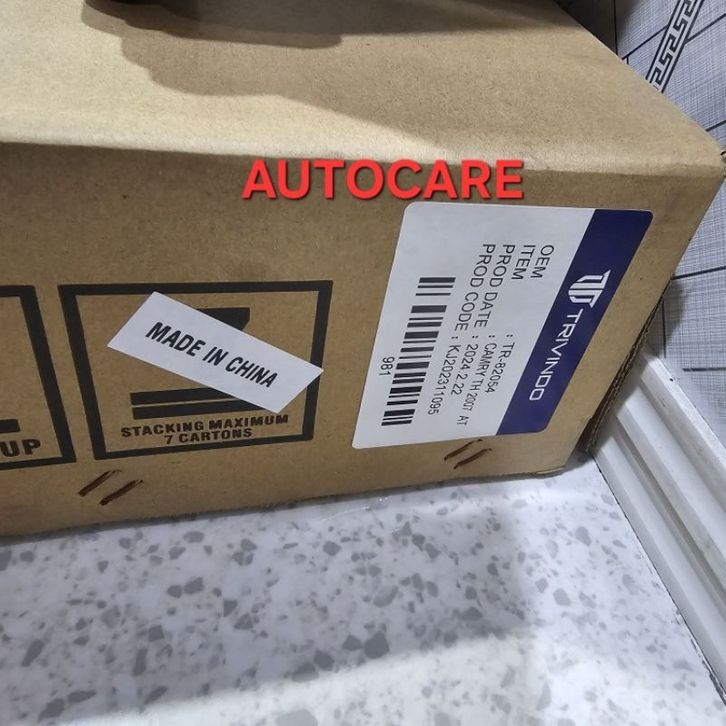 AUTOCARE
TRIVINDO
OEM : TR-82054
ITEM : CAMRY TH 2007 AT
PROD DATE : 2024.2.22
PROD CODE : KJ202311095
981
MADE IN CHINA
STACKING MAXIMUM
7 CARTONS
UP